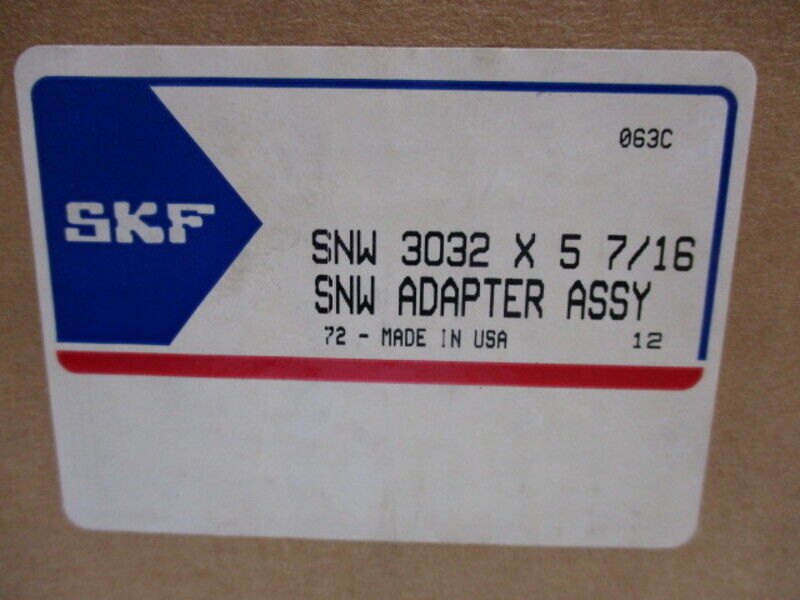 063C
SKF
SNW 3032 X 5 7/16
SNW ADAPTER ASSY
72 - MADE IN USA 12